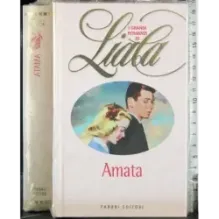 I GRANDI ROMANZI DI
Liala
Amata
FABBRI EDITORI